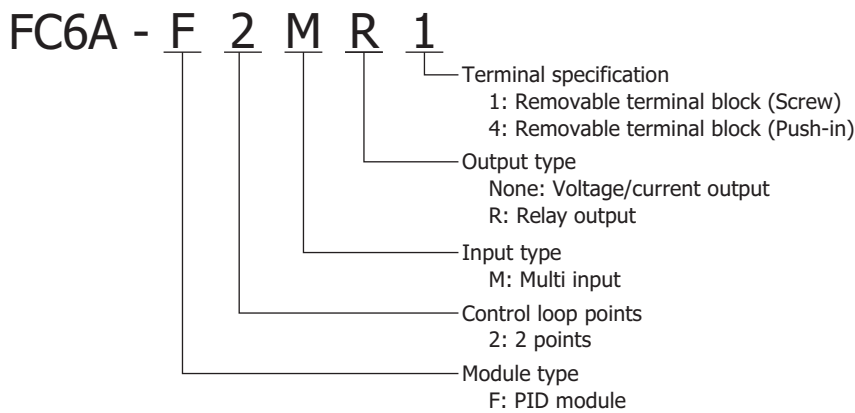 FC6A - F 2 M R 1
Terminal specification
1: Removable terminal block (Screw)
4: Removable terminal block (Push-in)
Output type
None: Voltage/current output
R: Relay output
Input type
M: Multi input
Control loop points
2: 2 points
Module type
F: PID module